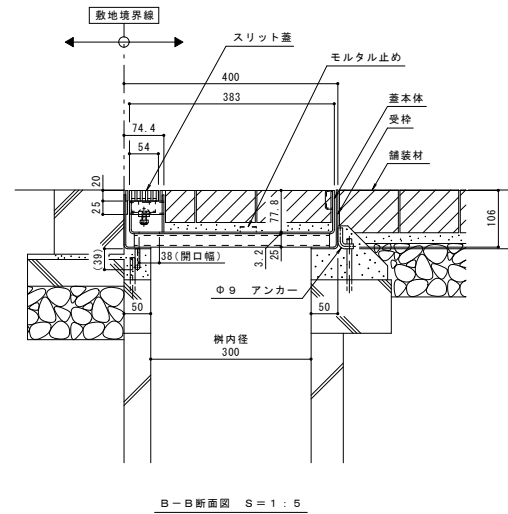 敷地境界線
スリット蓋
モルタル止め
400
383
蓋本体
受枠
74.4
54
舗装材
20
25
77.8
106
(39)
38(開口幅)
3.2
25
Φ9 アンカー
50
50
桝内径
300
B-B断面図 S=1:5